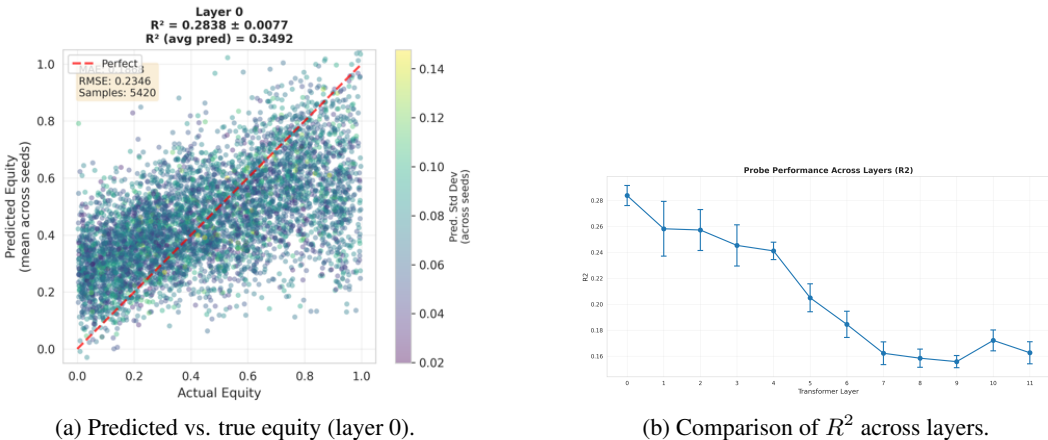 Layer 0
R² = 0.2838 ± 0.0077
R² (avg pred) = 0.3492
Perfect
RMSE: 0.2346
Samples: 5420
1.0
0.8
0.6
0.4
0.2
0.0
Predicted Equity
(mean across seeds)
0.0 0.2 0.4 0.6 0.8 1.0
Actual Equity
0.14
0.12
0.10
0.08
0.06
0.04
0.02
Pred. Std Dev
(across seeds)
(a) Predicted vs. true equity (layer 0).
Probe Performance Across Layers (R2)
0.28
0.26
0.24
0.22
0.20
0.18
0.16
R2
0 1 2 3 4 5 6 7 8 9 10 11
Transformer Layer
(b) Comparison of R² across layers.